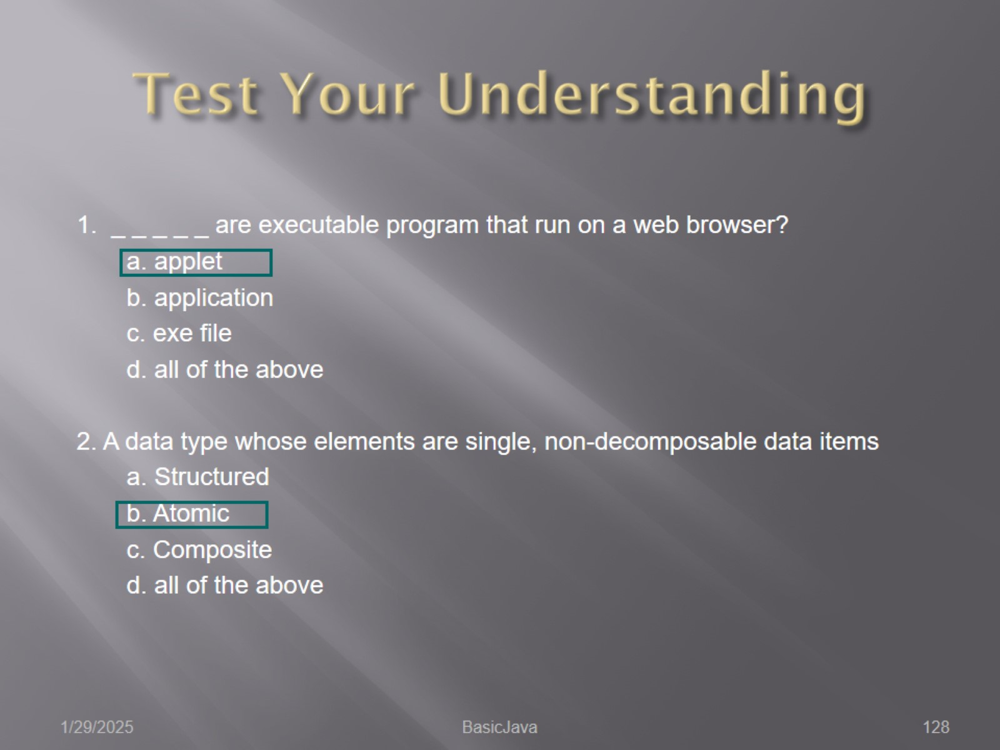 Test Your Understanding
1. _ _ _ _ _ are executable program that run on a web browser?
a. applet
b. application
c. exe file
d. all of the above
2. A data type whose elements are single, non-decomposable data items
a. Structured
b. Atomic
c. Composite
d. all of the above
1/29/2025 BasicJava 128